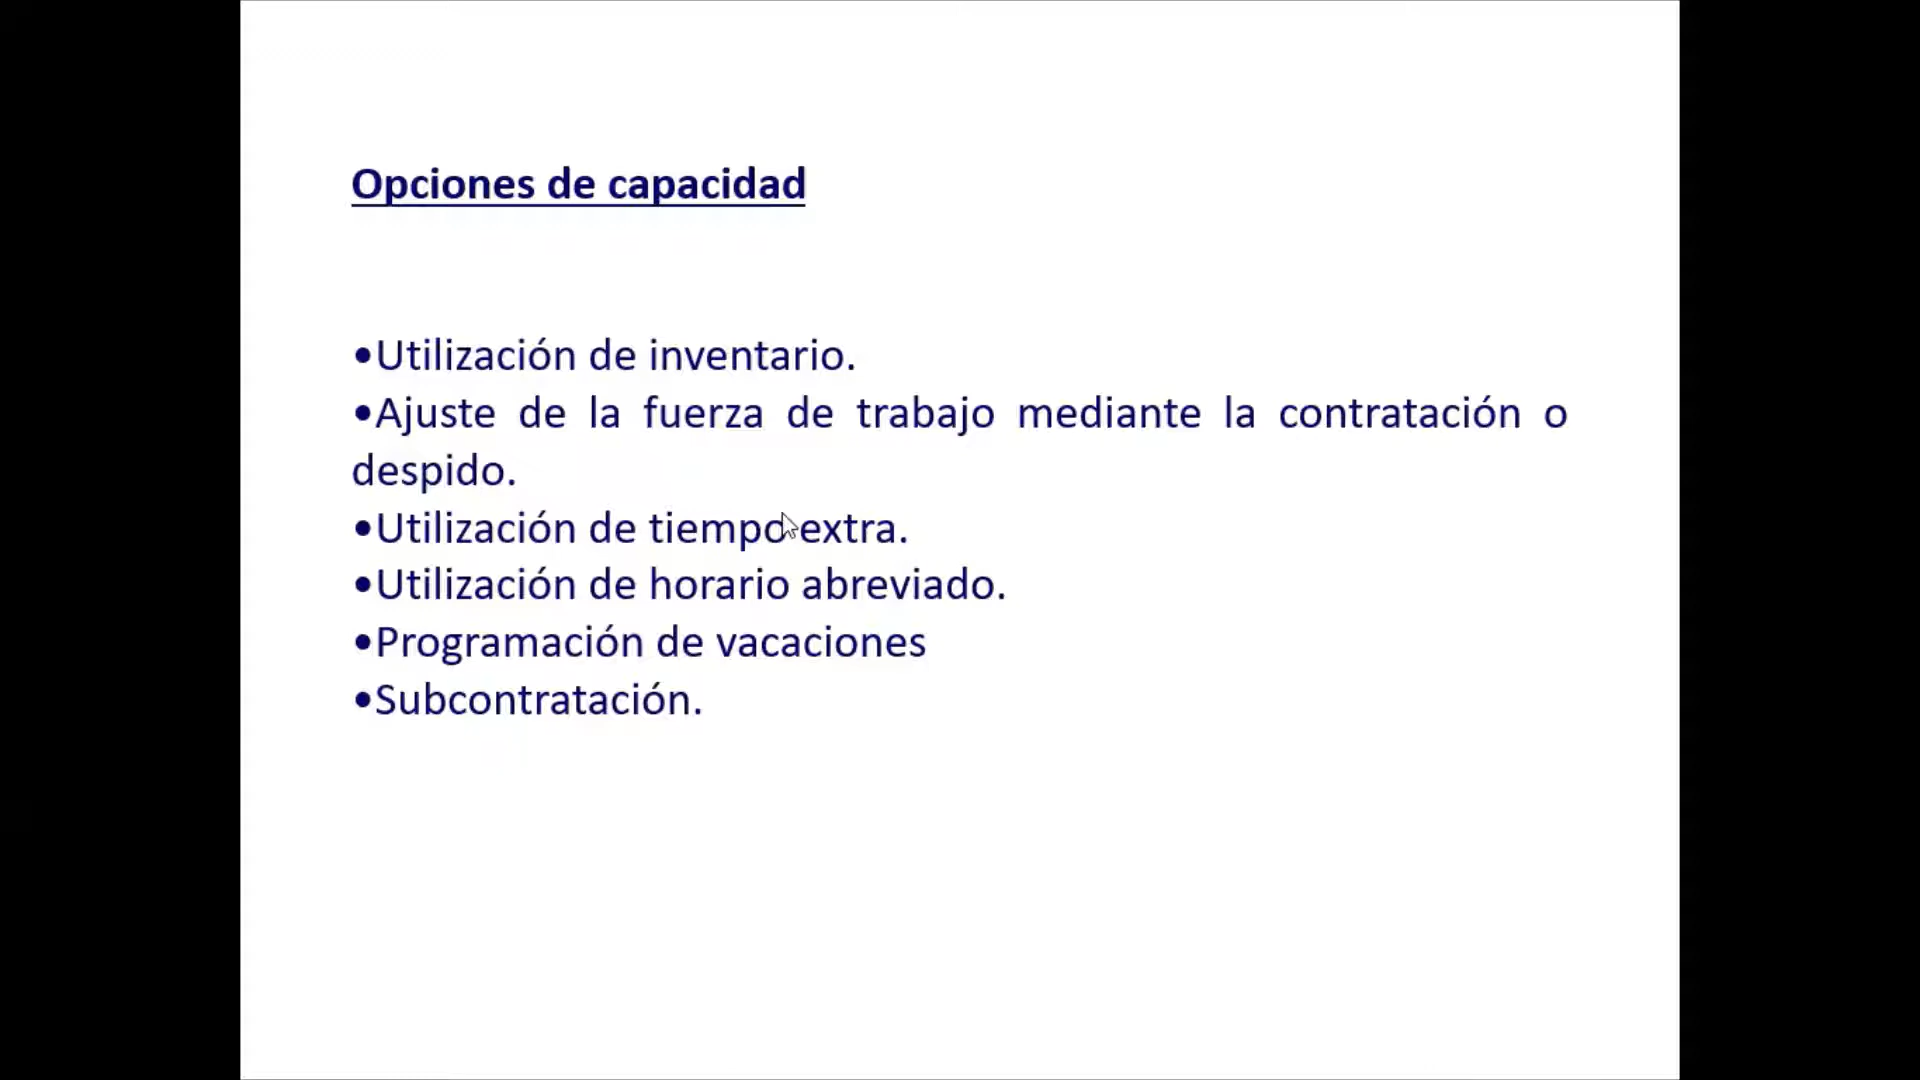 Opciones de capacidad
•Utilización de inventario.
•Ajuste de la fuerza de trabajo mediante la contratación o
despido.
•Utilización de tiempo extra.
•Utilización de horario abreviado.
•Programación de vacaciones
•Subcontratación.